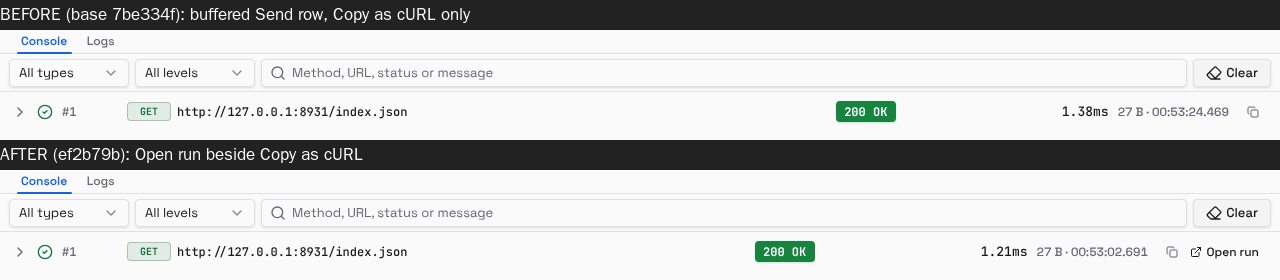 BEFORE (base 7be334f): buffered Send row, Copy as cURL only
Console Logs
All types All levels Method, URL, status or message Clear
#1 GET http://127.0.0.1:8931/index.json 200 OK 1.38ms 27 B · 00:53:24.469
AFTER (ef2b79b): Open run beside Copy as cURL
Console Logs
All types All levels Method, URL, status or message Clear
#1 GET http://127.0.0.1:8931/index.json 200 OK 1.21ms 27 B · 00:53:02.691 Open run